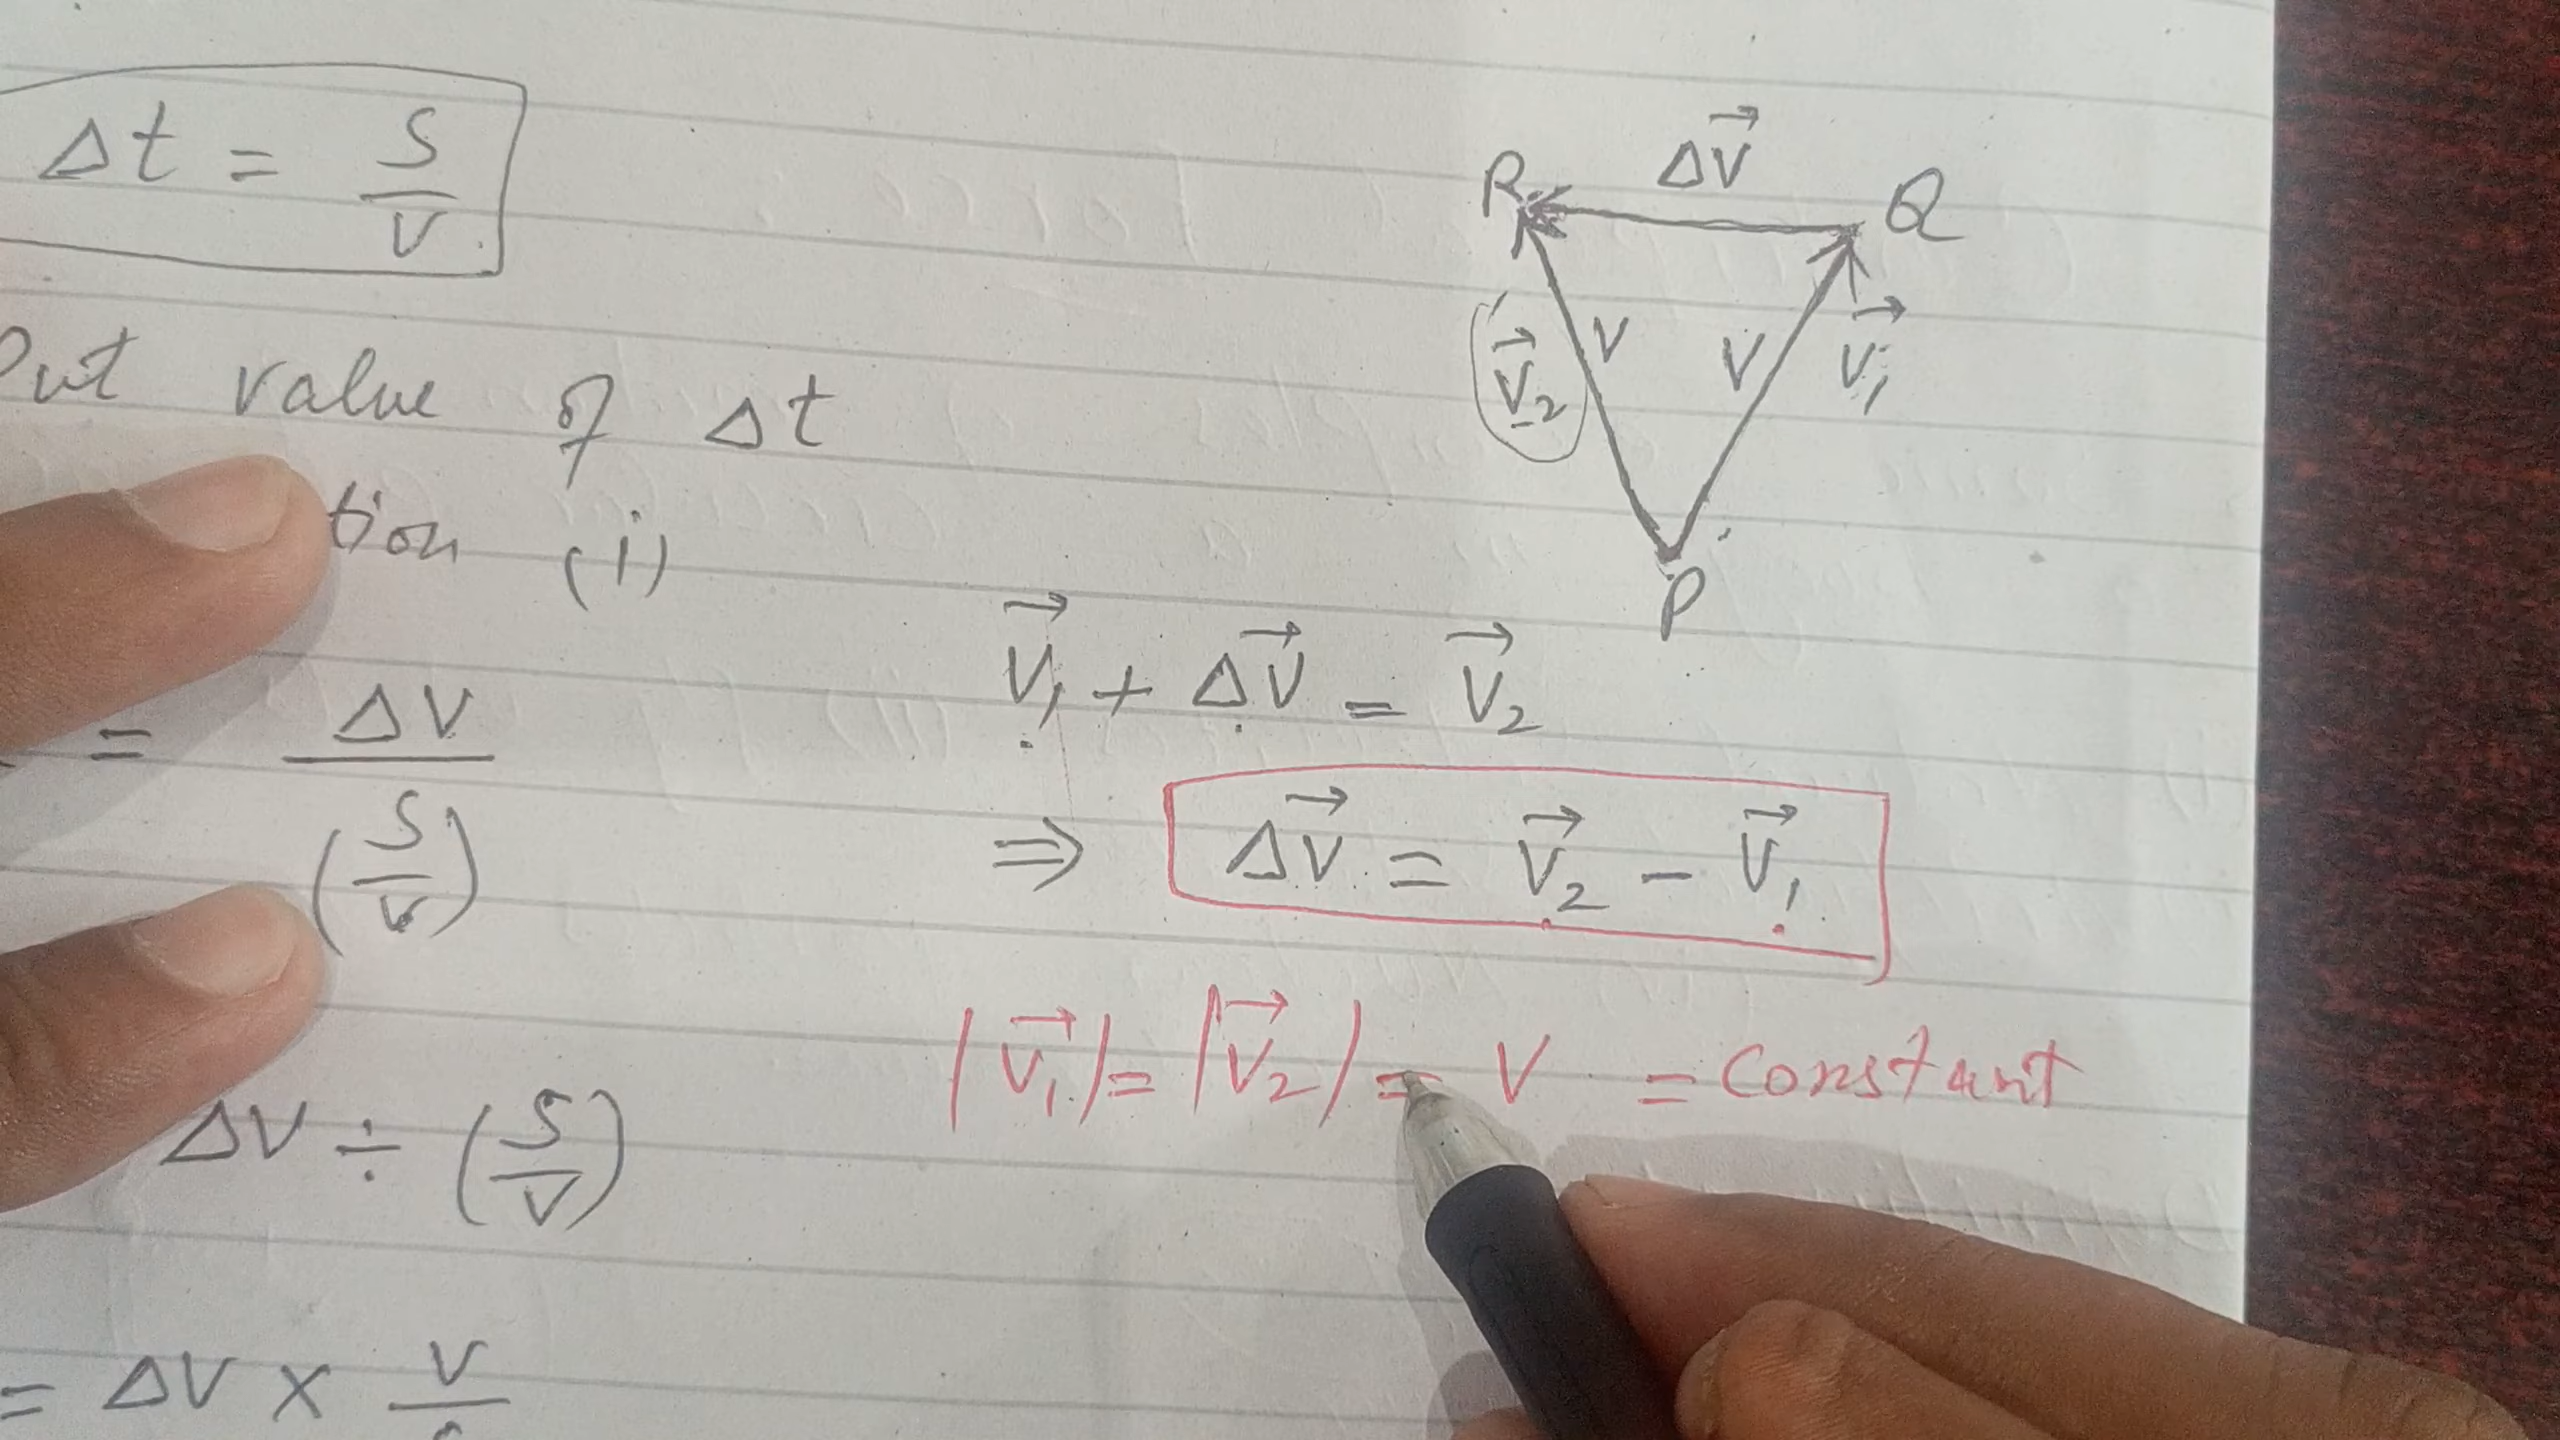 Δt = S/V
Put value of Δt
tion (i)
= ΔV/(S/V)
ΔV ÷ (S/V)
= ΔV × V/
ΔV⃗
R
Q
V⃗₂
V
V
V⃗₁
P
V⃗₁ + ΔV⃗ = V⃗₂
⇒ ΔV⃗ = V⃗₂ - V⃗₁
|V⃗₁| = |V⃗₂| = V = Constant